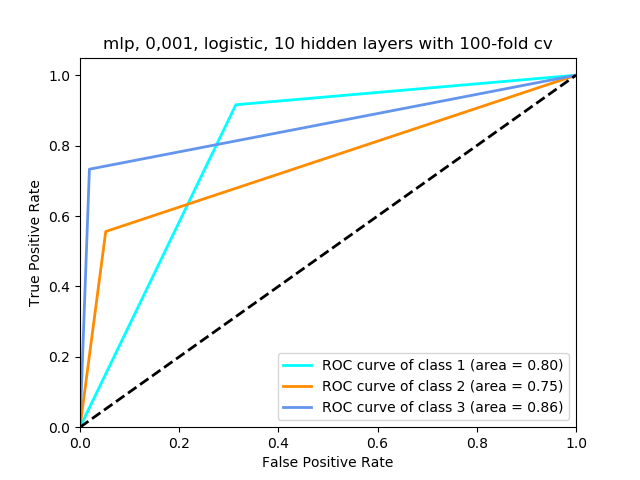 mlp, 0,001, logistic, 10 hidden layers with 100-fold cv
1.0
0.8
0.6
0.4
0.2
0.0
True Positive Rate
ROC curve of class 1 (area = 0.80)
ROC curve of class 2 (area = 0.75)
ROC curve of class 3 (area = 0.86)
0.0 0.2 0.4 0.6 0.8 1.0
False Positive Rate